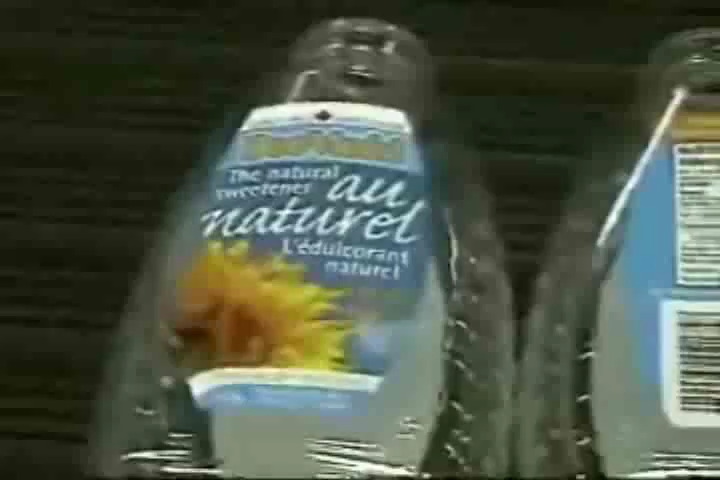 The natural
sweetener
au
naturel
L'édulcorant
naturel